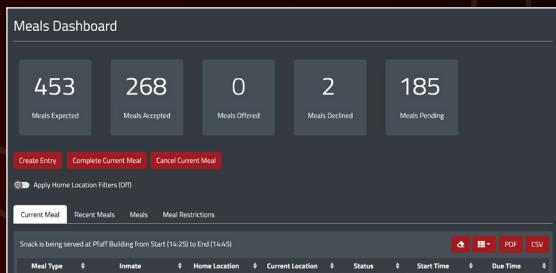 Meals Dashboard
453 268 0 2 185
Meals Expected Meals Accepted Meals Offered Meals Declined Meals Pending
Create Entry Complete Current Meal Cancel Current Meal
Apply Home Location Filters (Off)
Current Meal Recent Meals Meals Meal Restrictions
Snack is being served at Pfaff Building from Start (14:25) to End (14:45) PDF CSV
Meal Type Inmate Home Location Current Location Status Start Time Due Time